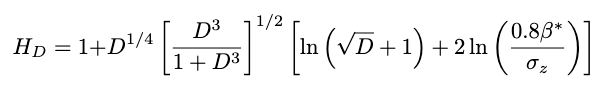 H_D = 1+D^{1/4} \left[ \frac{D^3}{1 + D^3} \right]^{1/2} \left[ \ln \left( \sqrt{D} + 1 \right) + 2 \ln \left( \frac{0.8\beta^*}{\sigma_z} \right) \right]